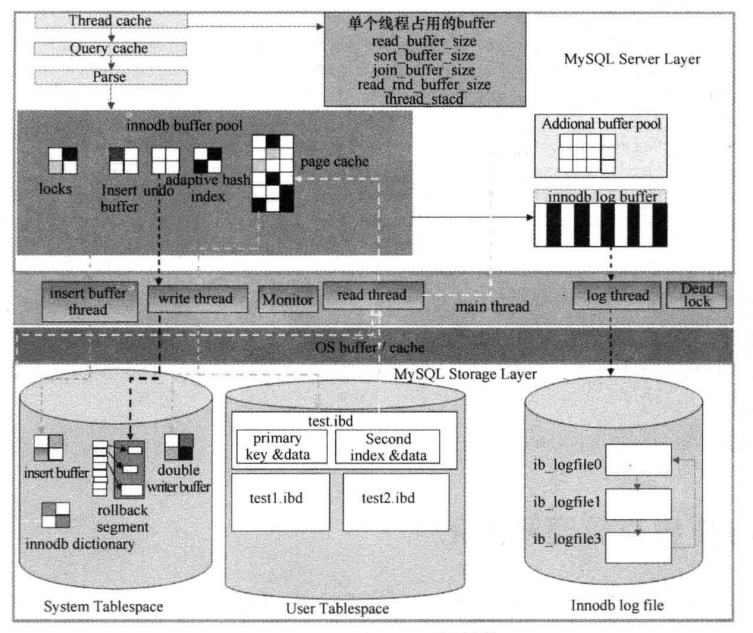 Thread cache
Query cache
Parse
单个线程占用的buffer
read_buffer_size
sort_buffer_size
join_buffer_size
read_rnd_buffer_size
thread_stacd
MySQL Server Layer
innodb buffer pool
locks
Insert buffer
undo
adaptive hash index
page cache
Addional buffer pool
innodb log buffer
insert buffer thread
write thread
Monitor
read thread
main thread
log thread
Dead lock
OS buffer / cache
MySQL Storage Layer
insert buffer
rollback segment
double writer buffer
innodb dictionary
System Tablespace
test.ibd
primary key &data
Second index &data
test1.ibd
test2.ibd
User Tablespace
ib_logfile0
ib_logfile1
ib_logfile3
Innodb log file